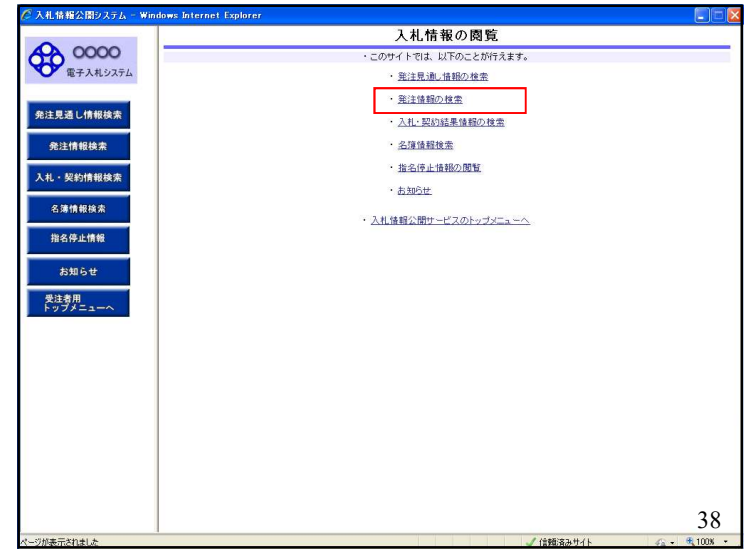 入札情報公開システム - Windows Internet Explorer
○○○○
電子入札システム
発注見通し情報検索
発注情報検索
入札・契約情報検索
名簿情報検索
指名停止情報
お知らせ
受注者用
トップメニューへ
入札情報の閲覧
・このサイトでは、以下のことが行えます。
・発注見通し情報の検索
・発注情報の検索
・入札・契約結果情報の検索
・名簿情報検索
・指名停止情報の閲覧
・お知らせ
・入札情報公開サービスのトップメニューへ
38
ページが表示されました
信頼済みサイト
100%